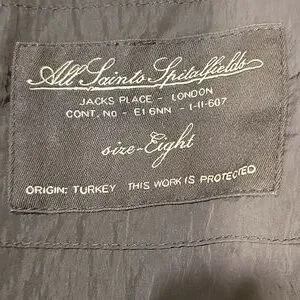 All Saints Spitalfields
JACKS PLACE - LONDON
CONT. NO - E1 6NN - 1-11-607
size-Eight
ORIGIN: TURKEY THIS WORK IS PROTECTED